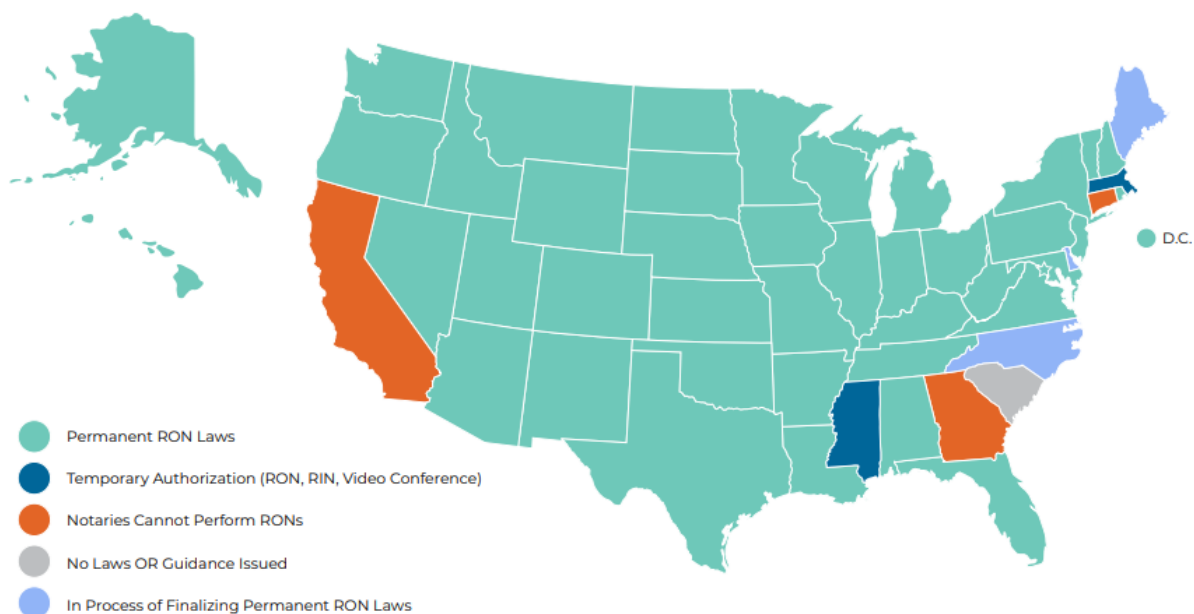 D.C.
Permanent RON Laws
Temporary Authorization (RON, RIN, Video Conference)
Notaries Cannot Perform RONs
No Laws OR Guidance Issued
In Process of Finalizing Permanent RON Laws